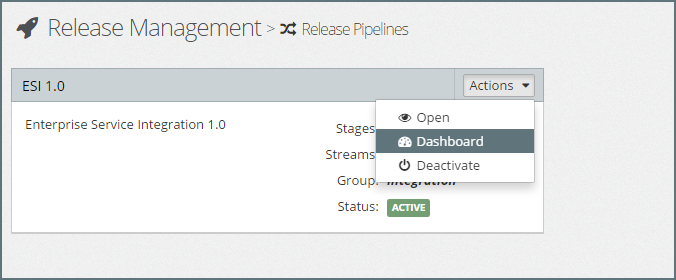 Release Management > Release Pipelines
ESI 1.0
Actions
Enterprise Service Integration 1.0
Stages
Streams
Group: Integration
Status: ACTIVE
Open
Dashboard
Deactivate